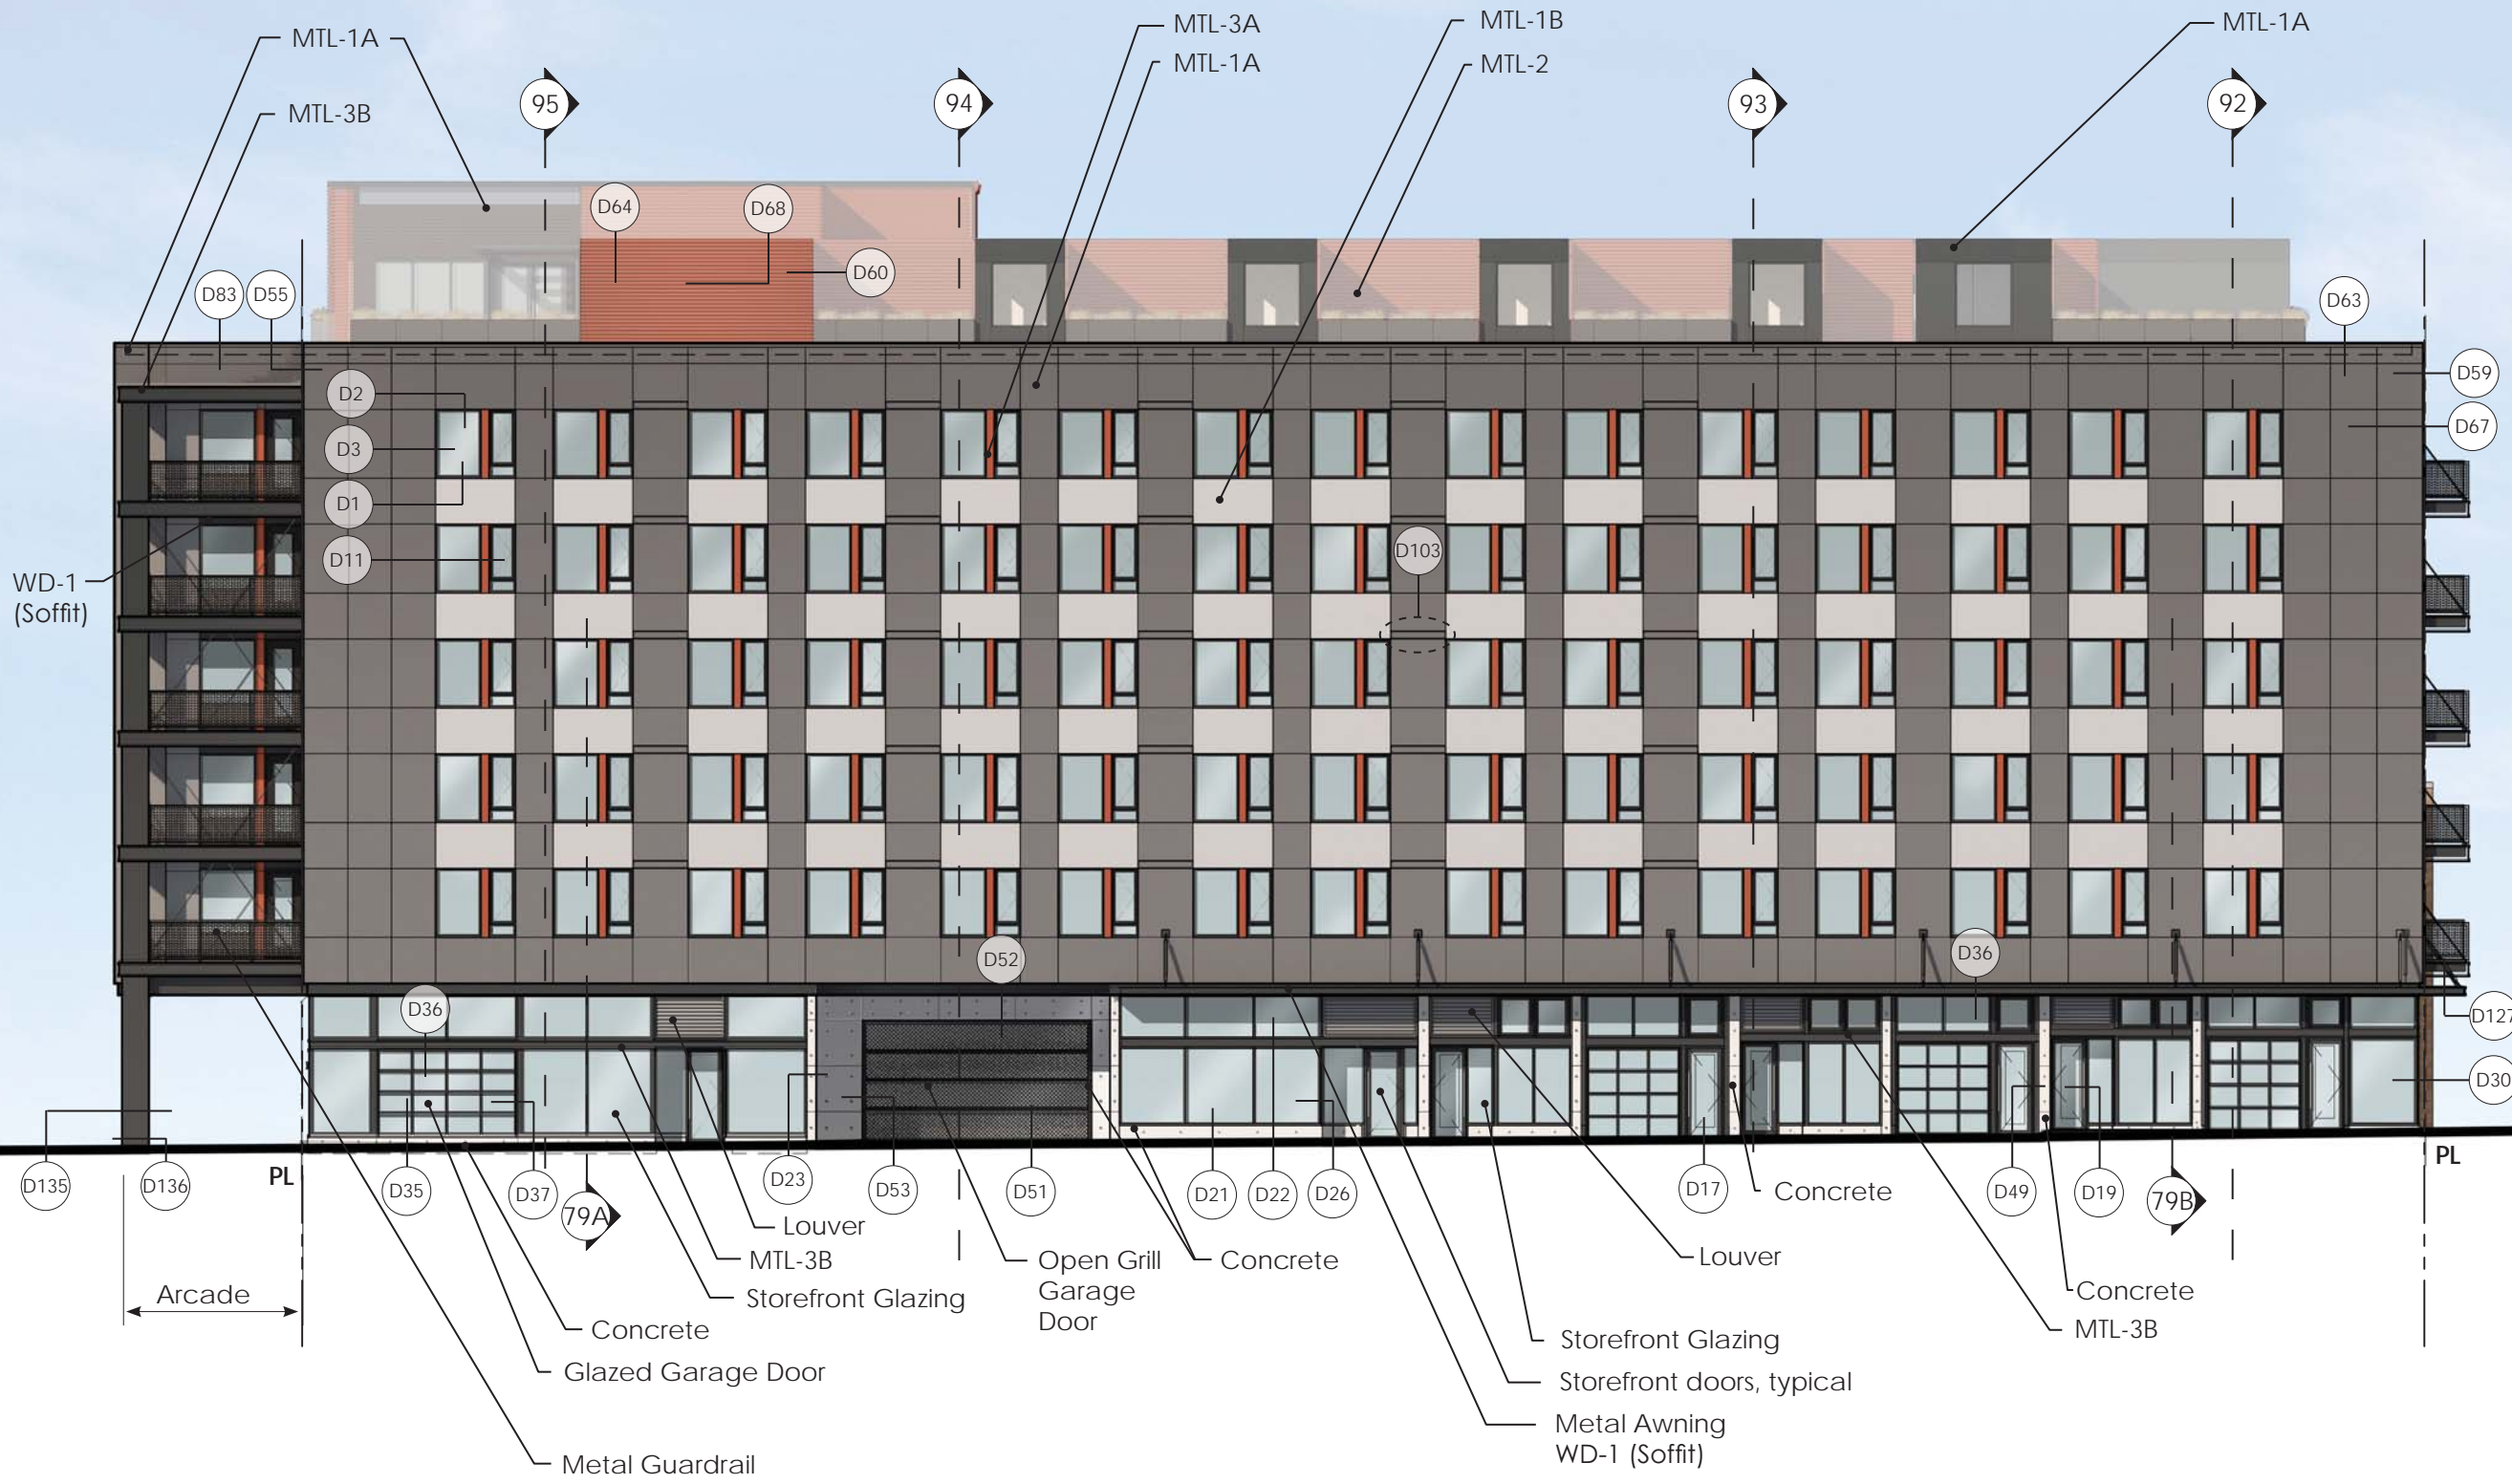 MTL-1A
MTL-3A
MTL-1B
MTL-1A
MTL-1A
MTL-2
95
94
93
92
MTL-3B
D64
D68
D60
D83
D55
D63
D2
D59
D3
D67
D1
D11
D103
WD-1
(Soffit)
D52
D36
D36
D127
D30
D135
D136
PL
D35
D37
79A
D23
D53
D51
D21
D22
D26
D17
Concrete
D49
D19
79B
PL
Louver
MTL-3B
Storefront Glazing
Open Grill
Garage
Door
Concrete
Louver
Arcade
Concrete
MTL-3B
Concrete
Glazed Garage Door
Storefront Glazing
Storefront doors, typical
Metal Awning
WD-1 (Soffit)
Metal Guardrail